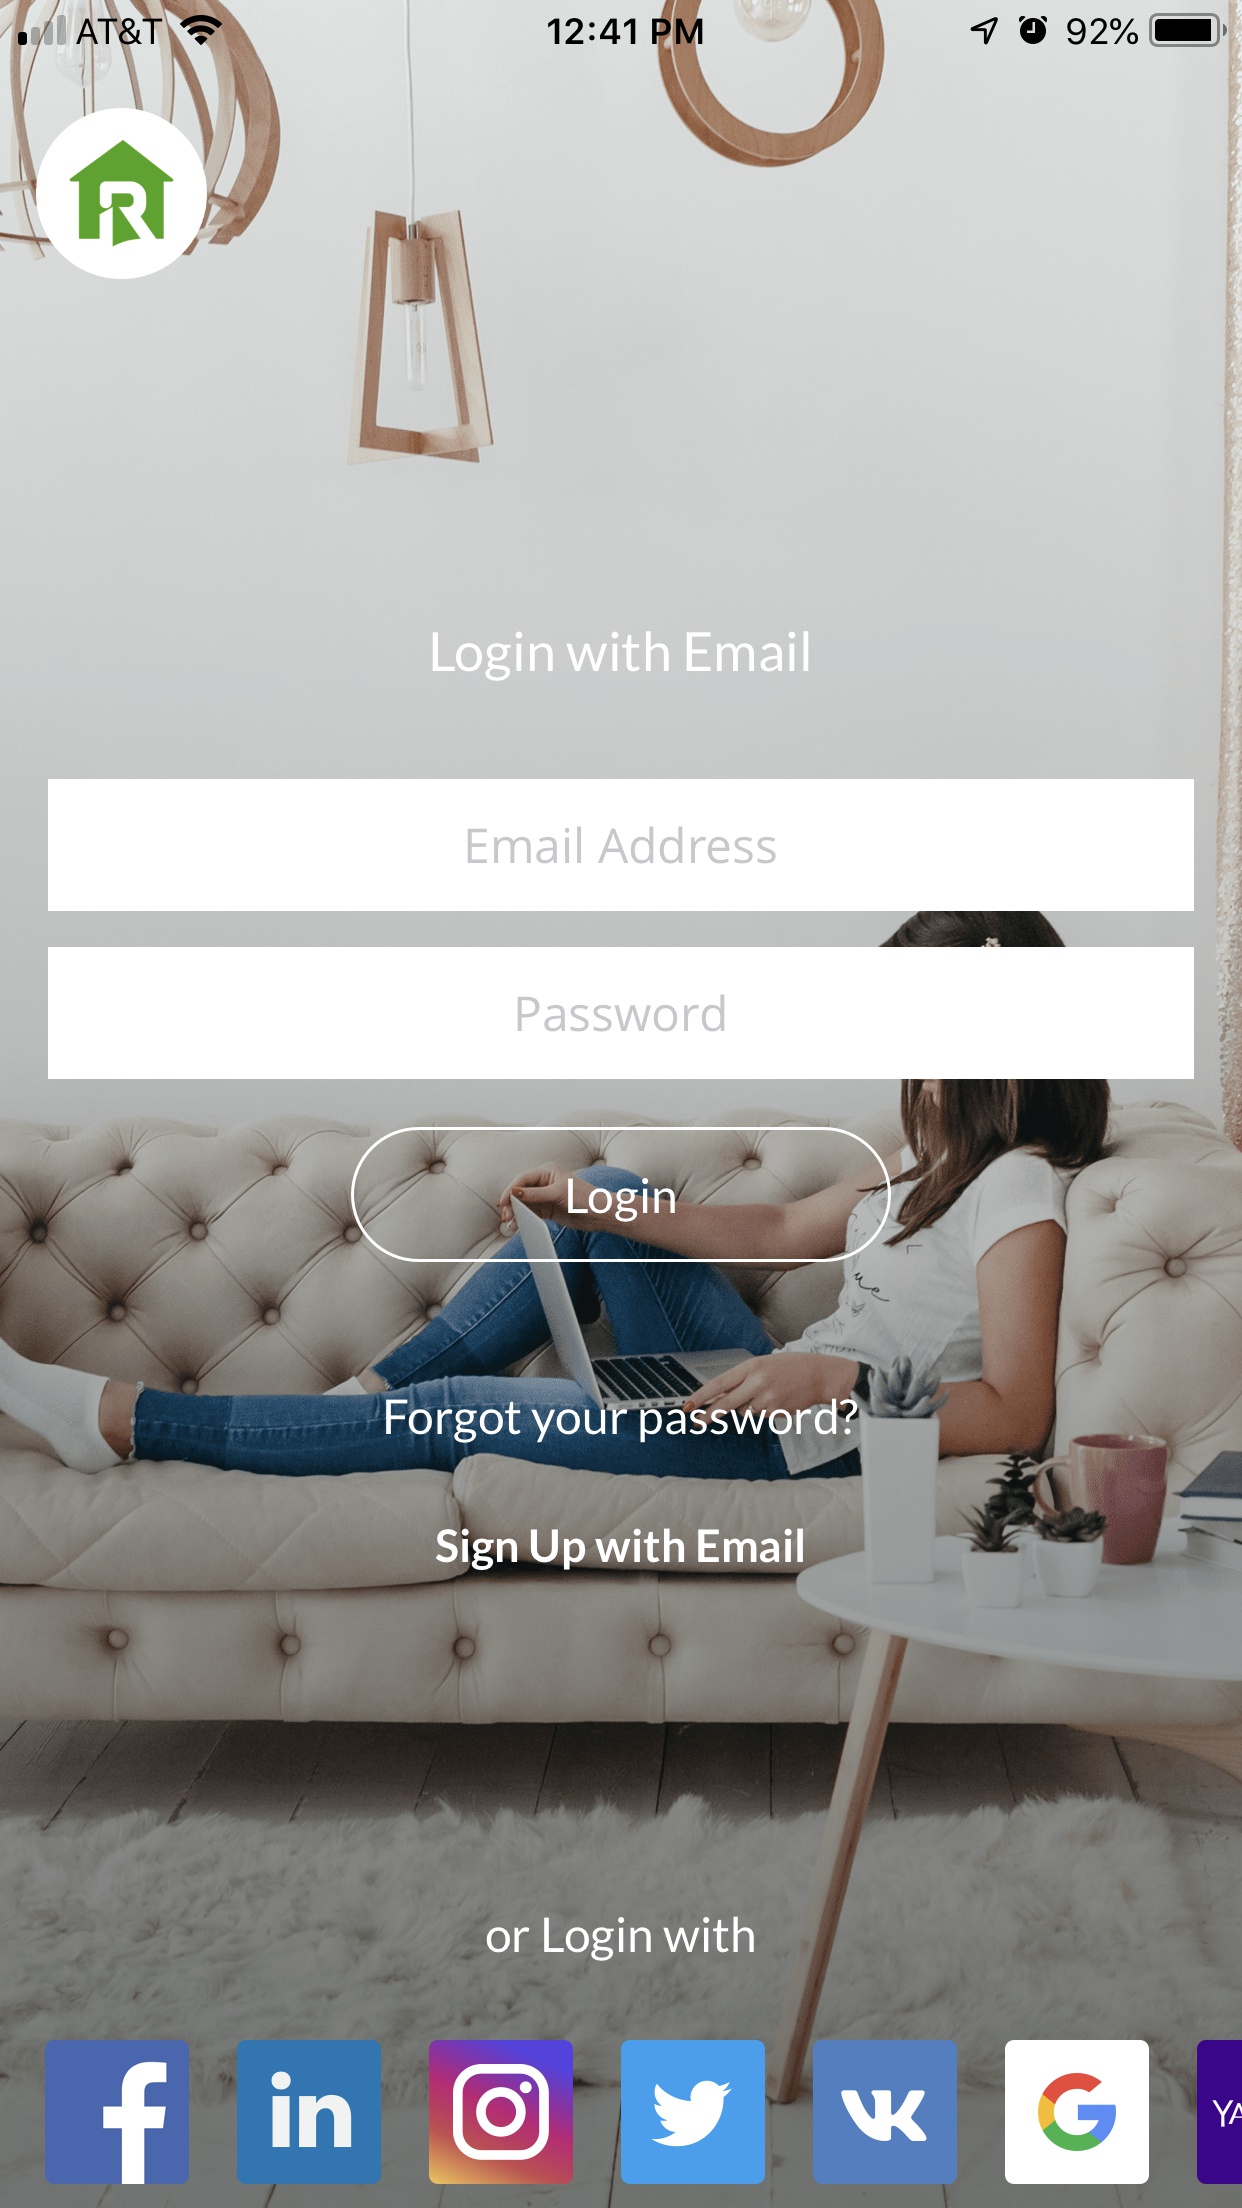 AT&T 12:41 PM 92%
R
Login with Email
Email Address
Password
Login
Forgot your password?
Sign Up with Email
or Login with
f in VK G YA